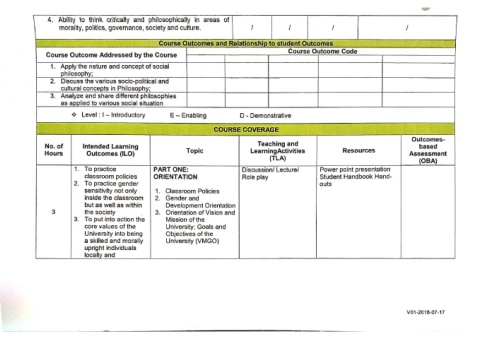 4. Ability to think critically and philosophically in areas of
morality, politics, governance, society and culture. / / / /
Course Outcomes and Relationship to student Outcomes
Course Outcome Addressed by the Course Course Outcome Code
1. Apply the nature and concept of social
philosophy;
2. Discuss the various socio-political and
cultural concepts in Philosophy;
3. Analyze and share different philosophies
as applied to various social situation
❖ Level : I – Introductory E – Enabling D - Demonstrative
COURSE COVERAGE
No. of
Hours
Intended Learning
Outcomes (ILO)
Topic
Teaching and
LearningActivities
(TLA)
Resources
Outcomes-
based
Assessment
(OBA)
3
1. To practice
classroom policies
2. To practice gender
sensitivity not only
inside the classroom
but as well as within
the society
3. To put into action the
core values of the
University into being
a skilled and morally
upright individuals
locally and
PART ONE:
ORIENTATION
1. Classroom Policies
2. Gender and
Development Orientation
3. Orientation of Vision and
Mission of the
University; Goals and
Objectives of the
University (VMGO)
Discussion/ Lecture/
Role play
Power point presentation
Student Handbook Hand-
outs
V01-2018-07-17